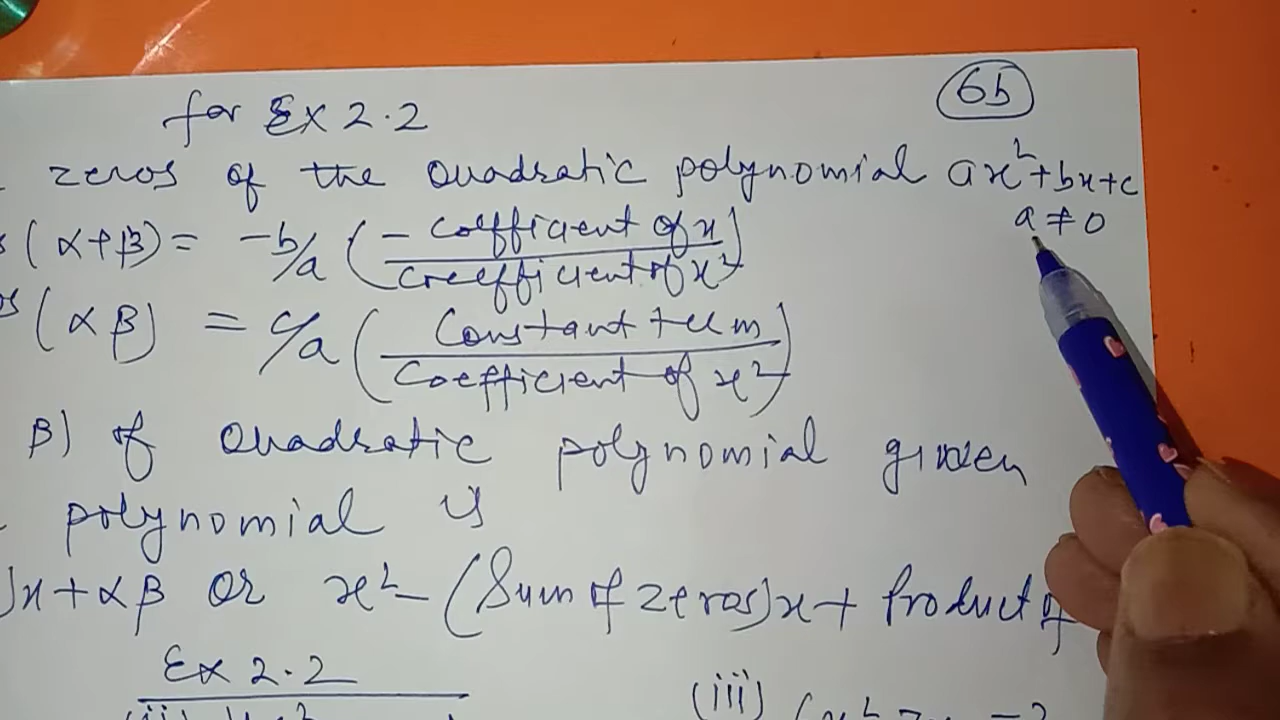 65
for Ex 2.2
zeros of the Quadratic polynomial ax²+bx+c
a ≠ 0
(α+β) = -b/a (- Coefficient of x / Coefficient of x²)
(αβ) = c/a (Constant term / Coefficient of x²)
β) of Quadratic polynomial given
polynomial is
)x + αβ or x² - (Sum of zeros)x + Product of
Ex 2.2
(iii)